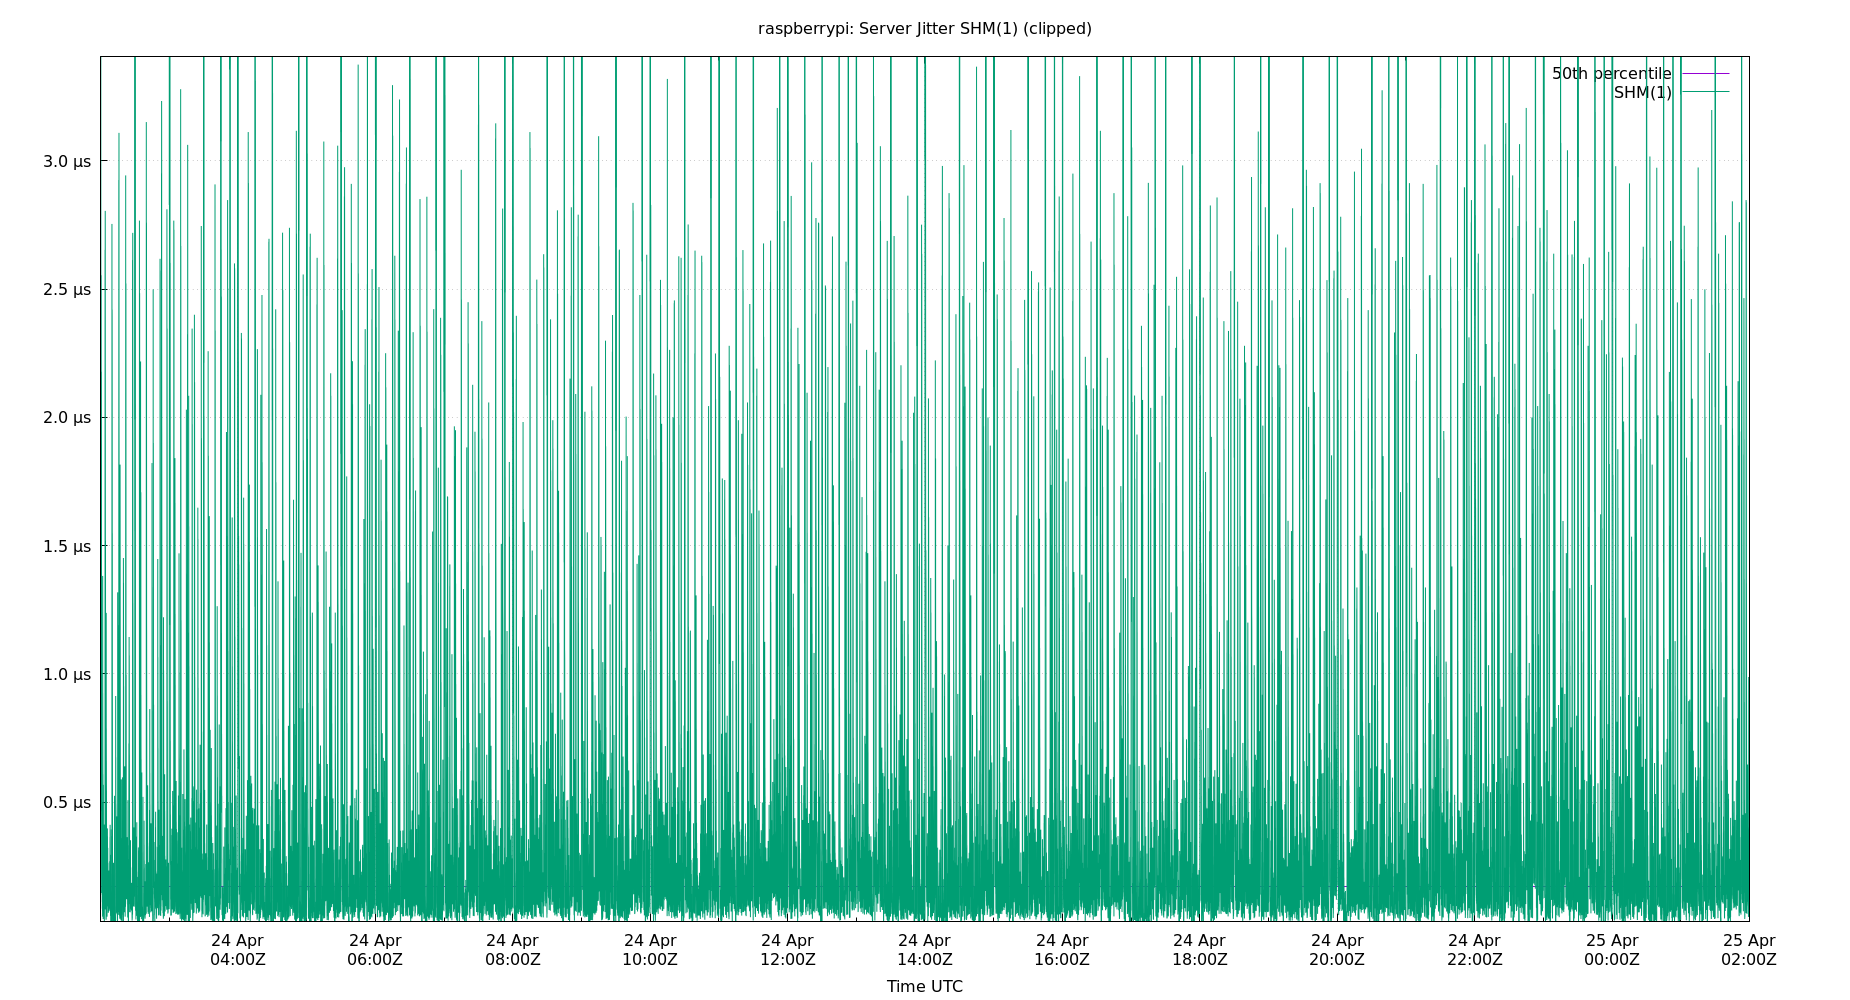 raspberrypi: Server Jitter SHM(1) (clipped)
50th percentile
SHM(1)
3.0 µs
2.5 µs
2.0 µs
1.5 µs
1.0 µs
0.5 µs
24 Apr 24 Apr 24 Apr 24 Apr 24 Apr 24 Apr 24 Apr 24 Apr 24 Apr 24 Apr 25 Apr 25 Apr
04:00Z 06:00Z 08:00Z 10:00Z 12:00Z 14:00Z 16:00Z 18:00Z 20:00Z 22:00Z 00:00Z 02:00Z
Time UTC